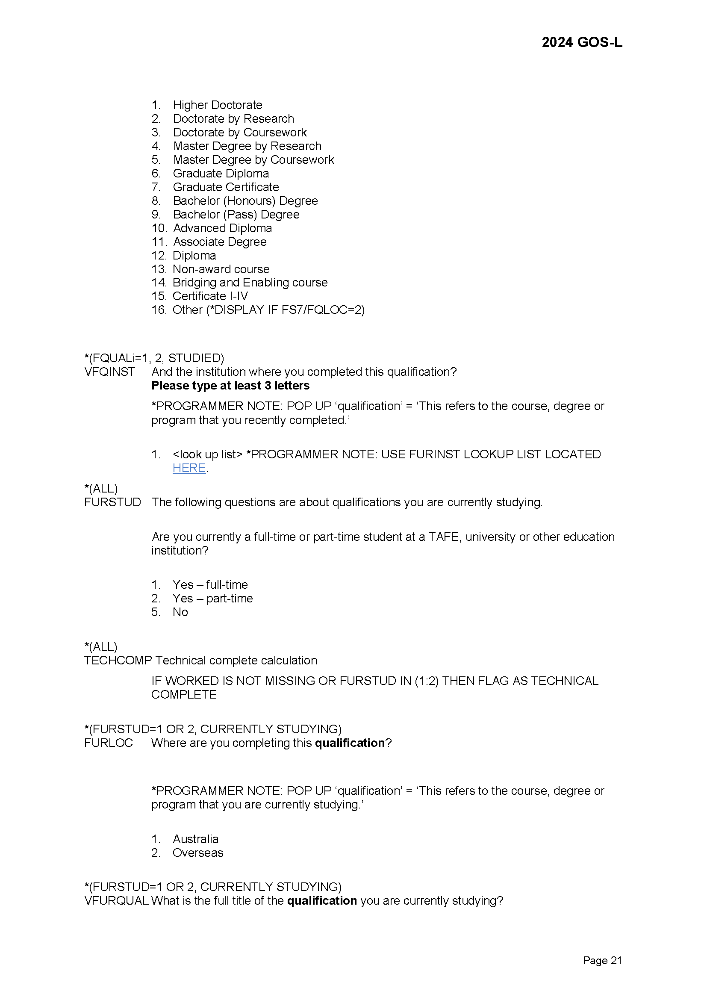 2024 GOS-L
1. Higher Doctorate
2. Doctorate by Research
3. Doctorate by Coursework
4. Master Degree by Research
5. Master Degree by Coursework
6. Graduate Diploma
7. Graduate Certificate
8. Bachelor (Honours) Degree
9. Bachelor (Pass) Degree
10. Advanced Diploma
11. Associate Degree
12. Diploma
13. Non-award course
14. Bridging and Enabling course
15. Certificate I-IV
16. Other (*DISPLAY IF FS7/FQLOC=2)
*(FQUALi=1, 2, STUDIED)
VFQINST And the institution where you completed this qualification?
Please type at least 3 letters
*PROGRAMMER NOTE: POP UP ‘qualification’ = ‘This refers to the course, degree or
program that you recently completed.’
1. <look up list> *PROGRAMMER NOTE: USE FURINST LOOKUP LIST LOCATED
HERE.
*(ALL)
FURSTUD The following questions are about qualifications you are currently studying.
Are you currently a full-time or part-time student at a TAFE, university or other education
institution?
1. Yes – full-time
2. Yes – part-time
5. No
*(ALL)
TECHCOMP Technical complete calculation
IF WORKED IS NOT MISSING OR FURSTUD IN (1:2) THEN FLAG AS TECHNICAL
COMPLETE
*(FURSTUD=1 OR 2, CURRENTLY STUDYING)
FURLOC Where are you completing this qualification?
*PROGRAMMER NOTE: POP UP ‘qualification’ = ‘This refers to the course, degree or
program that you are currently studying.’
1. Australia
2. Overseas
*(FURSTUD=1 OR 2, CURRENTLY STUDYING)
VFURQUAL What is the full title of the qualification you are currently studying?
Page 21